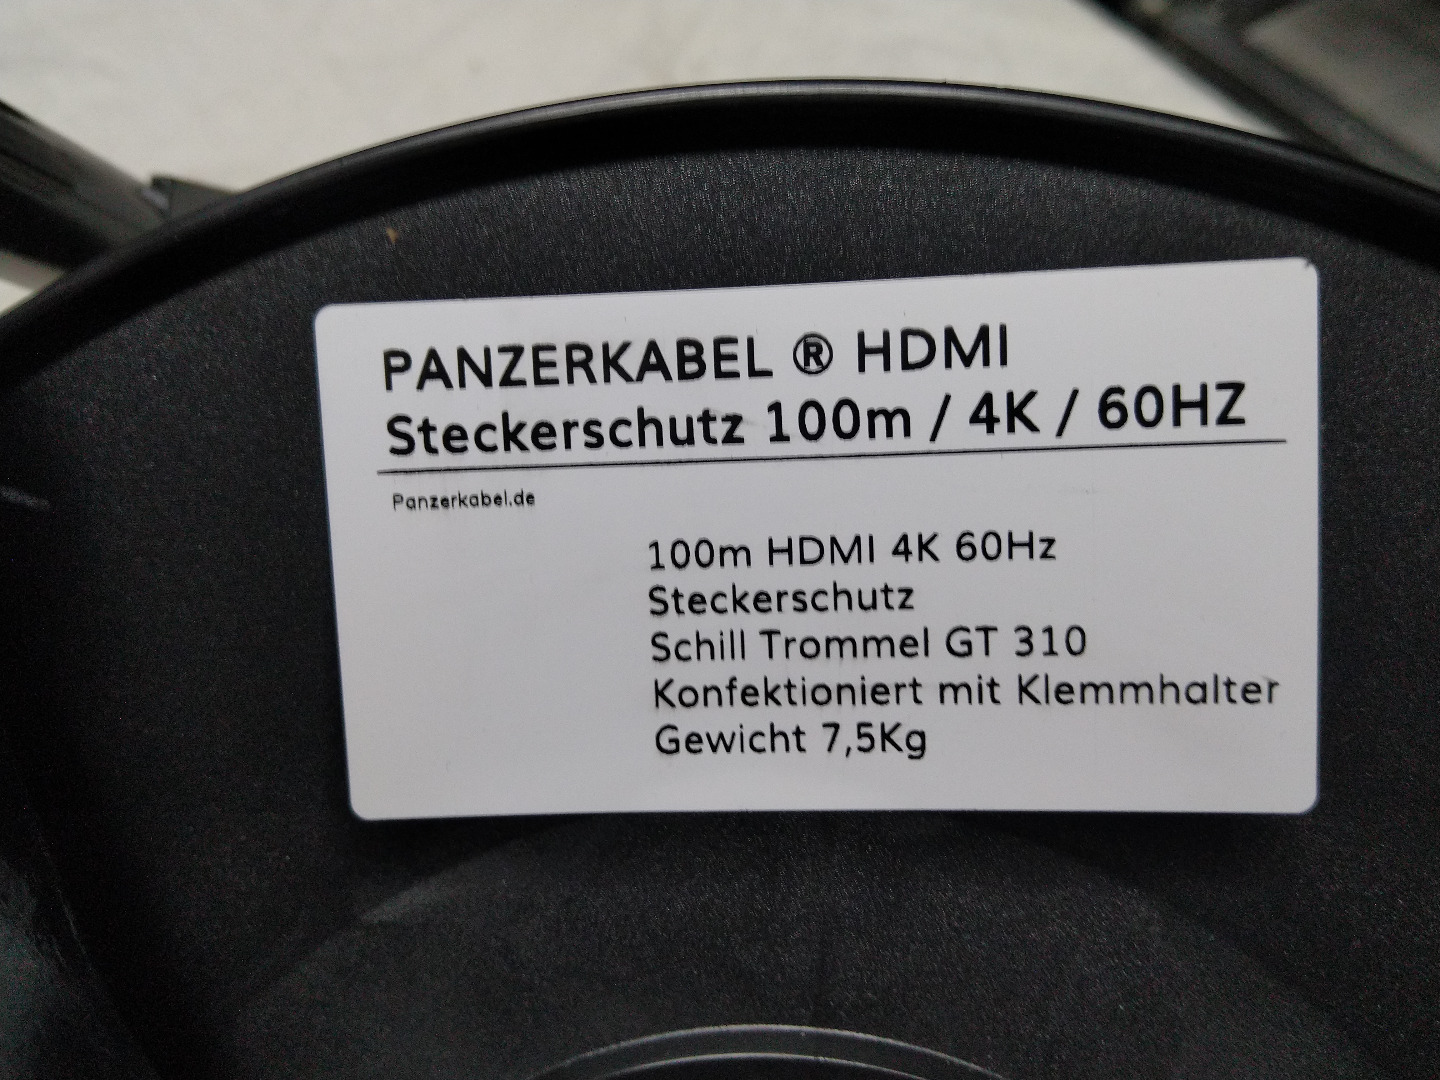 PANZERKABEL ® HDMI
Steckerschutz 100m / 4K / 60HZ
Panzerkabel.de
100m HDMI 4K 60Hz
Steckerschutz
Schill Trommel GT 310
Konfektioniert mit Klemmhalter
Gewicht 7,5Kg